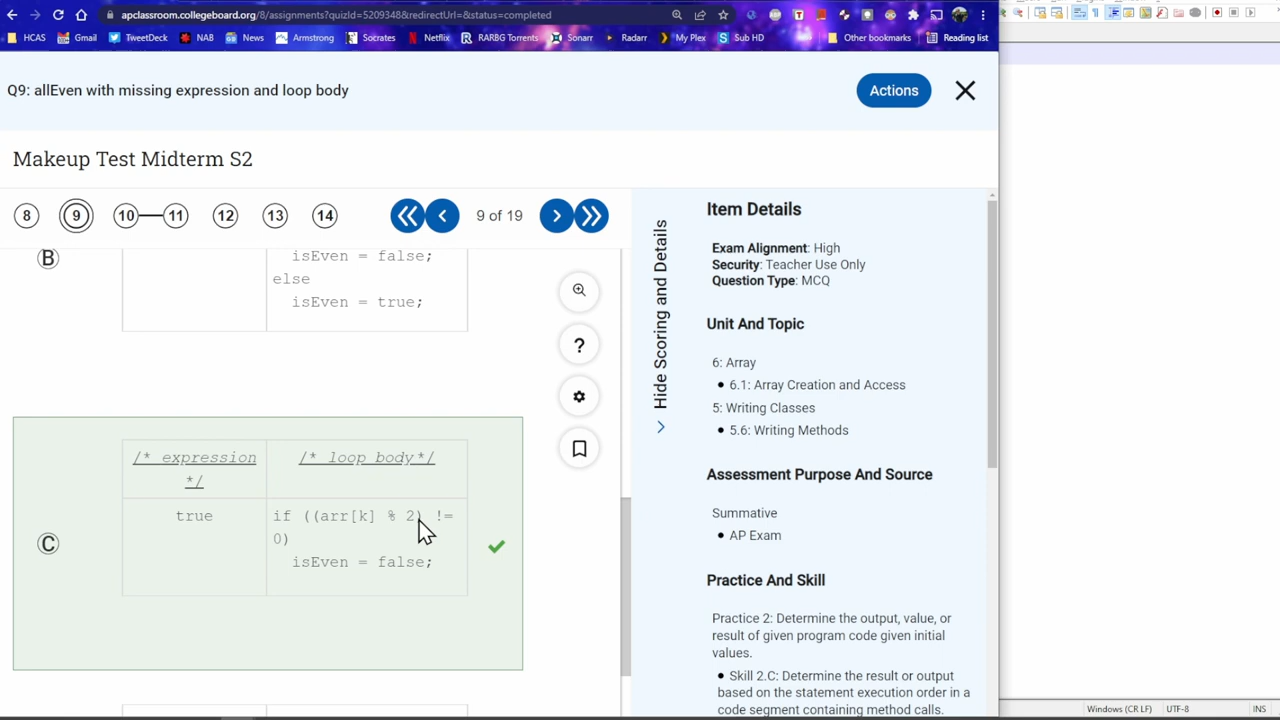 apclassroom.collegeboard.org/8/assignments?quizId=5209348&redirectUrl=&status=completed
HCAS Gmail TweetDeck NAB News Armstrong Socrates Netflix RARBG Torrents Sonarr Radarr My Plex Sub HD Other bookmarks Reading list
Q9: allEven with missing expression and loop body
Actions
Makeup Test Midterm S2
8 9 10 11 12 13 14 9 of 19
B
isEven = false;
else
isEven = true;
C
/* expression
*/
/* loop body*/
true
if ((arr[k] % 2) !=
0)
isEven = false;
?
Hide Scoring and Details
Item Details
Exam Alignment: High
Security: Teacher Use Only
Question Type: MCQ
Unit And Topic
6: Array
• 6.1: Array Creation and Access
5: Writing Classes
• 5.6: Writing Methods
Assessment Purpose And Source
Summative
• AP Exam
Practice And Skill
Practice 2: Determine the output, value, or
result of given program code given initial
values.
• Skill 2.C: Determine the result or output
based on the statement execution order in a
code segment containing method calls.
Windows (CR LF) UTF-8 INS